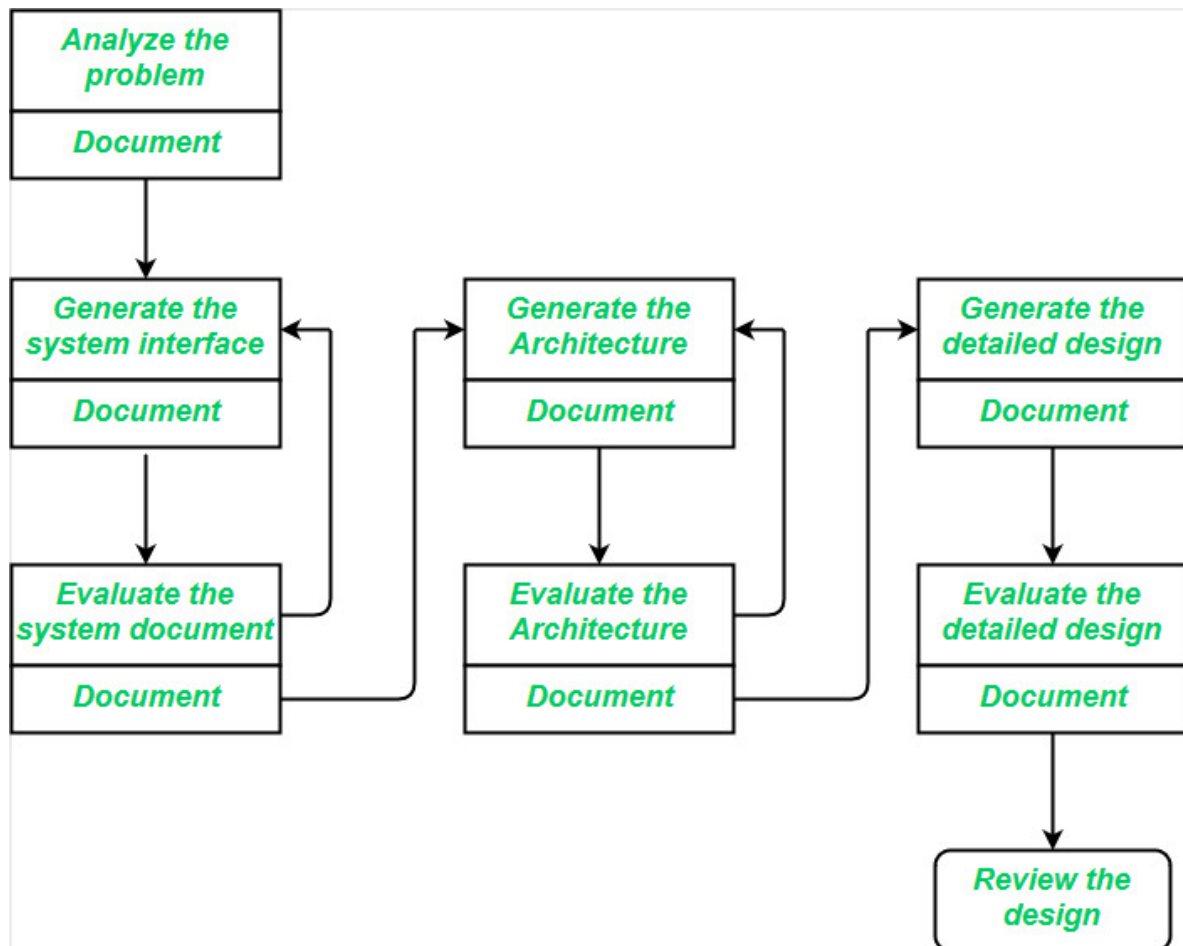 Analyze the
problem
Document
Generate the
system interface
Document
Evaluate the
system document
Document
Generate the
Architecture
Document
Evaluate the
Architecture
Document
Generate the
detailed design
Document
Evaluate the
detailed design
Document
Review the
design